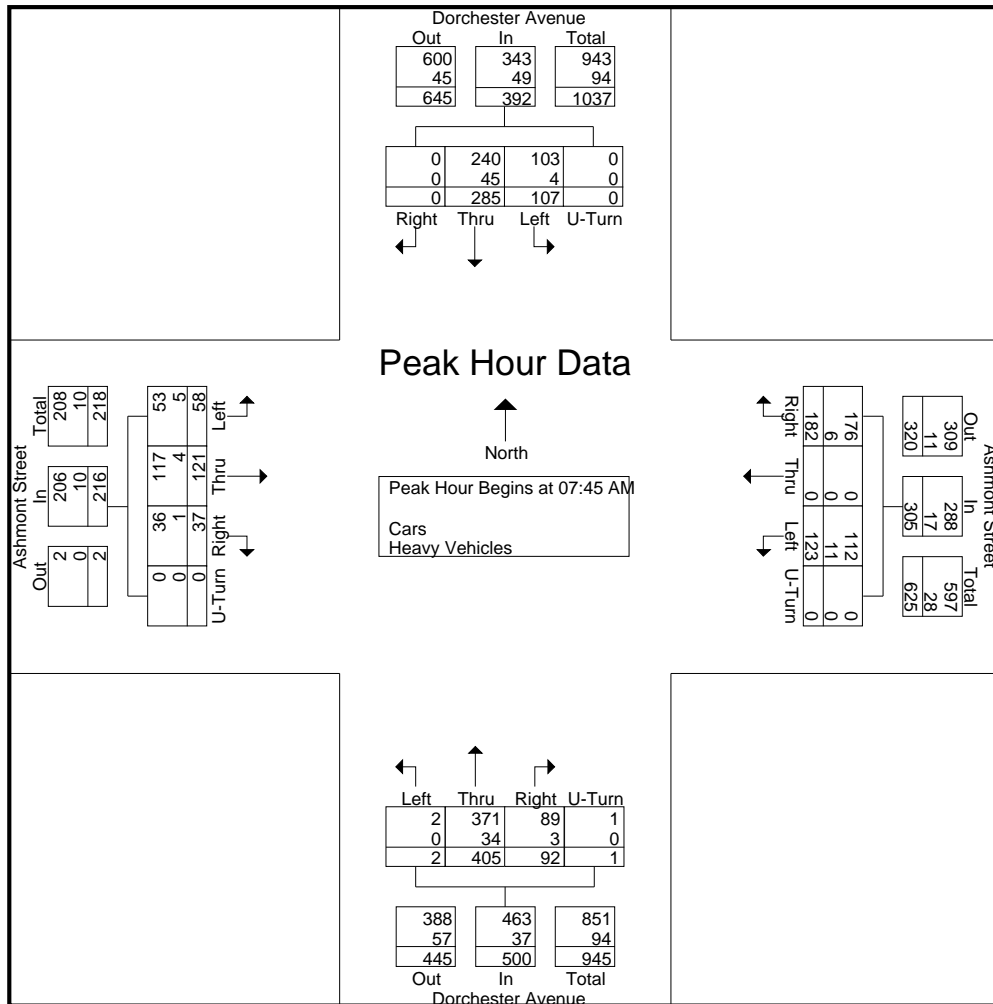 Dorchester Avenue
Out In Total
600 343 943
45 49 94
645 392 1037
0 240 103 0
0 45 4 0
0 285 107 0
Right Thru Left U-Turn
Peak Hour Data
North
Peak Hour Begins at 07:45 AM
Cars
Heavy Vehicles
Ashmont Street
Total In Out
208 206 2
10 10 0
218 216 2
53 117 36 0
5 4 1 0
58 121 37 0
Left Thru Right U-Turn
Ashmont Street
Out In Total
309 288 597
11 17 28
320 305 625
176 0 112 0
6 0 11 0
182 0 123 0
Right Thru Left U-Turn
Left Thru Right U-Turn
2 371 89 1
0 34 3 0
2 405 92 1
388 463 851
57 37 94
445 500 945
Out In Total
Dorchester Avenue